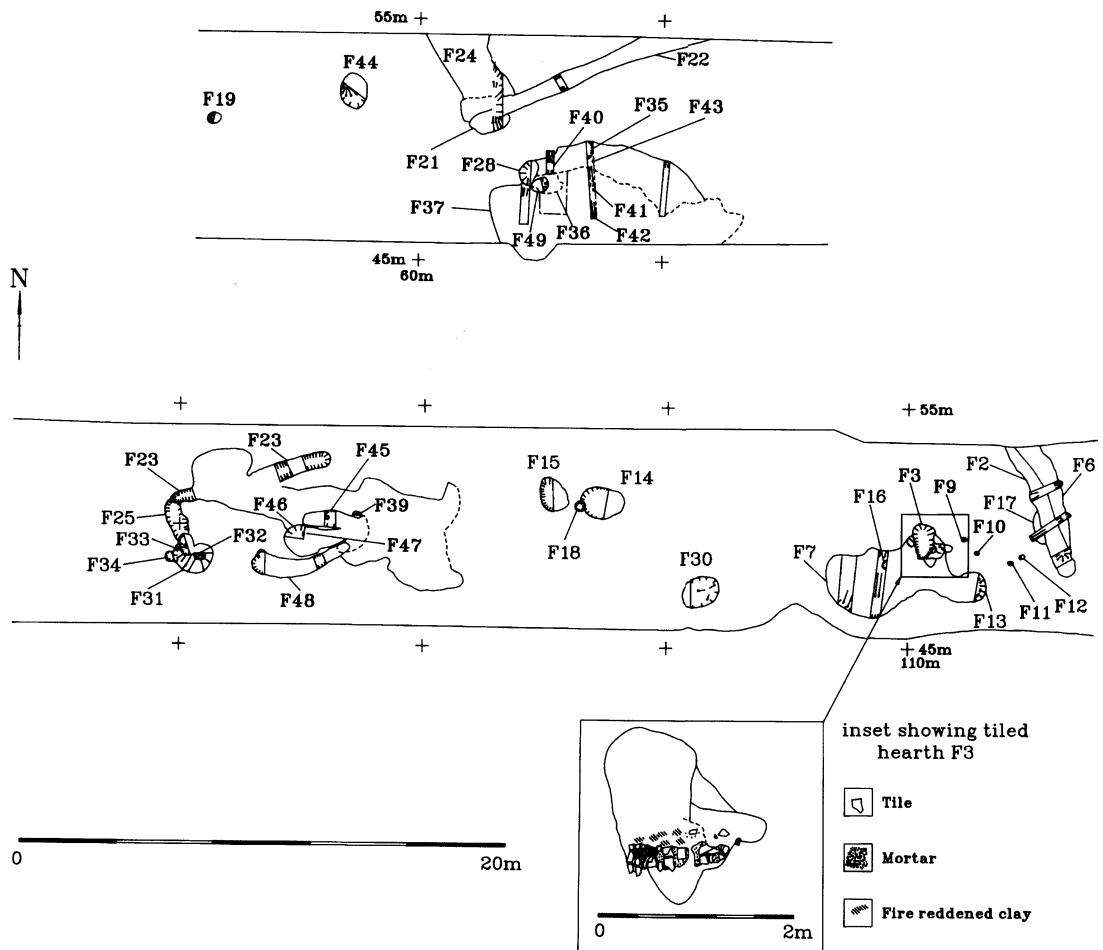 55m
F24
F44
F22
F19
F40
F35
F43
F21
F28
F37
F41
F49
F36
F42
45m
60m
N
55m
F23
F45
F23
F15
F14
F2
F6
F3
F9
F16
F46
F39
F25
F17
F10
F33
F32
F47
F18
F34
F7
F30
F31
F48
F11
F12
F13
45m
110m
inset showing tiled
hearth F3
Tile
Mortar
Fire reddened clay
0
20m
0
2m